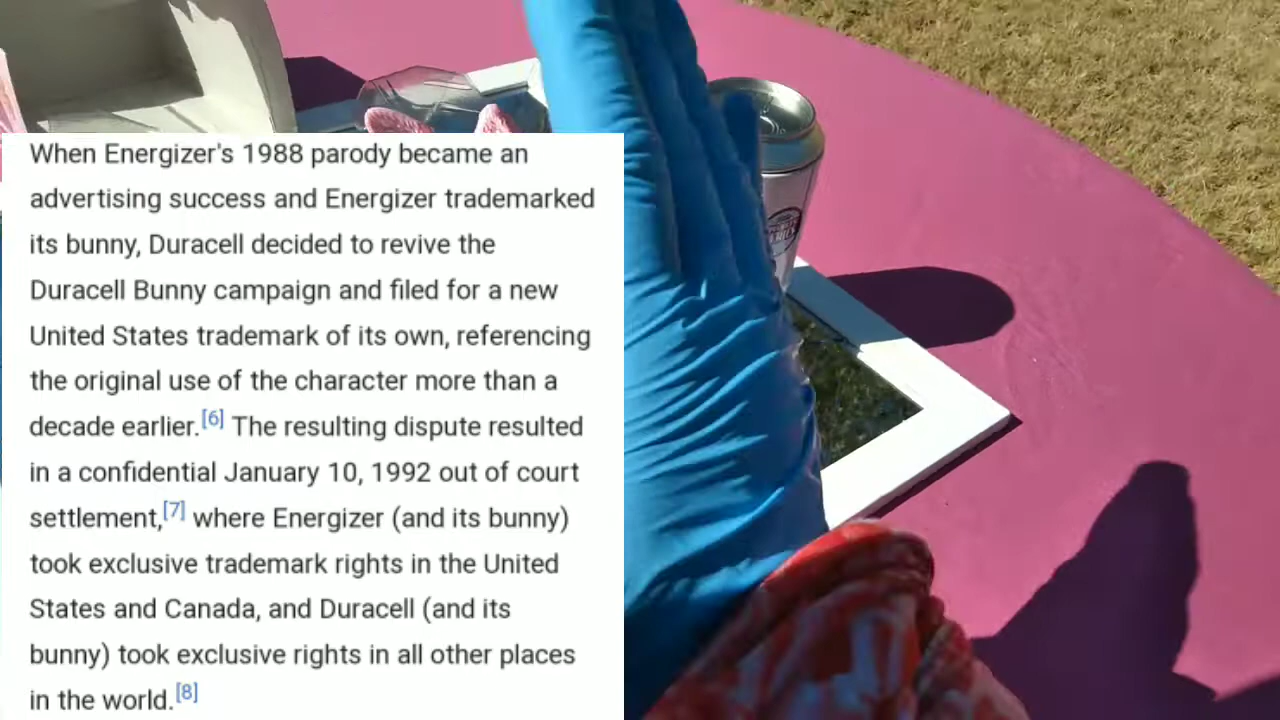 When Energizer's 1988 parody became an
advertising success and Energizer trademarked
its bunny, Duracell decided to revive the
Duracell Bunny campaign and filed for a new
United States trademark of its own, referencing
the original use of the character more than a
decade earlier.[6] The resulting dispute resulted
in a confidential January 10, 1992 out of court
settlement,[7] where Energizer (and its bunny)
took exclusive trademark rights in the United
States and Canada, and Duracell (and its
bunny) took exclusive rights in all other places
in the world.[8]